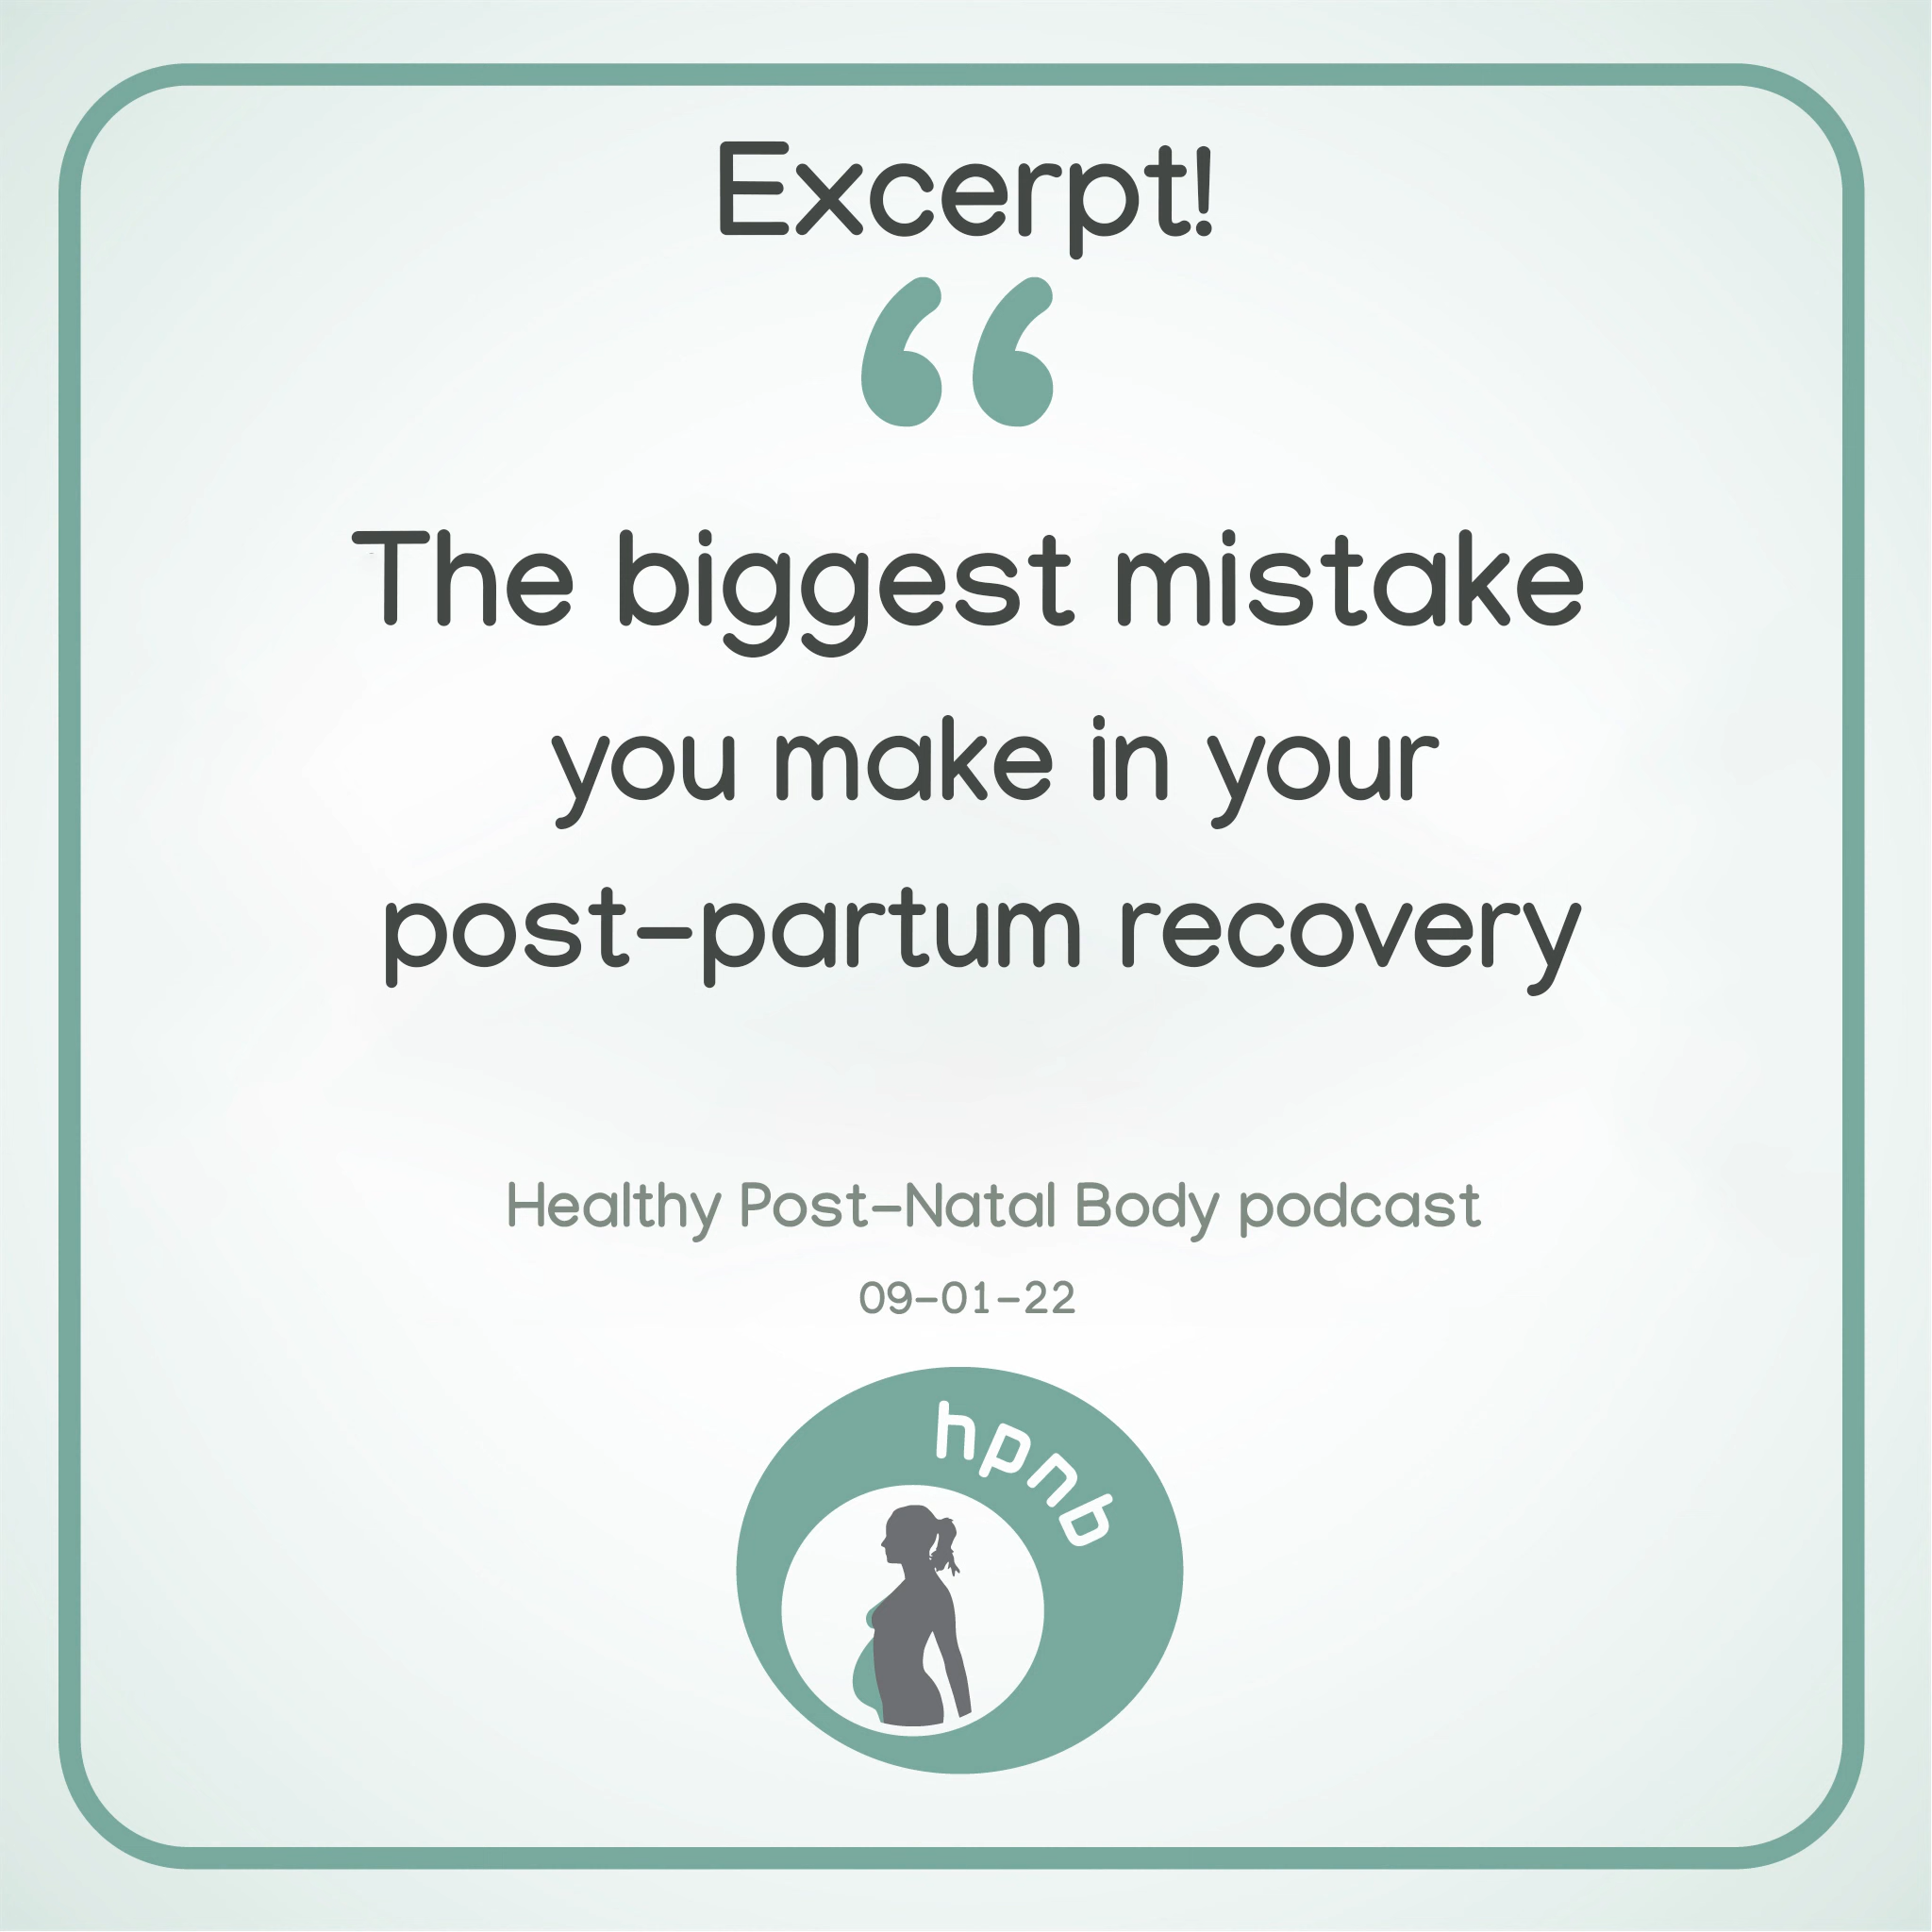 Excerpt!
“
The biggest mistake
you make in your
post-partum recovery
Healthy Post-Natal Body podcast
09-01-22
hpnb